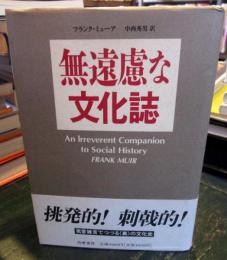 フランク・ミューア 中西秀男 訳
無遠慮な
文化誌
An Irreverent Companion
to Social History
FRANK MUIR
挑発的! 刺戟的!